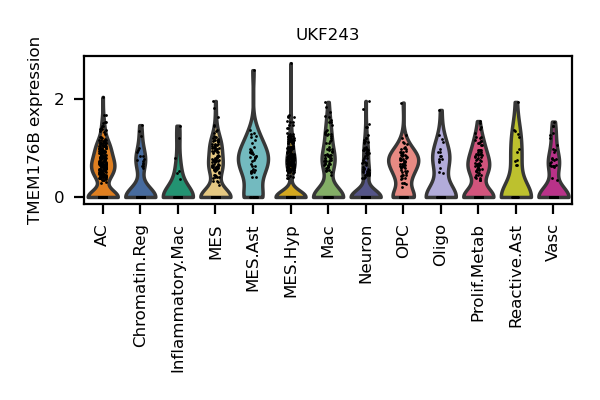 UKF243
TMEM176B expression
2
0
AC
Chromatin.Reg
Inflammatory.Mac
MES
MES.Ast
MES.Hyp
Mac
Neuron
OPC
Oligo
Prolif.Metab
Reactive.Ast
Vasc